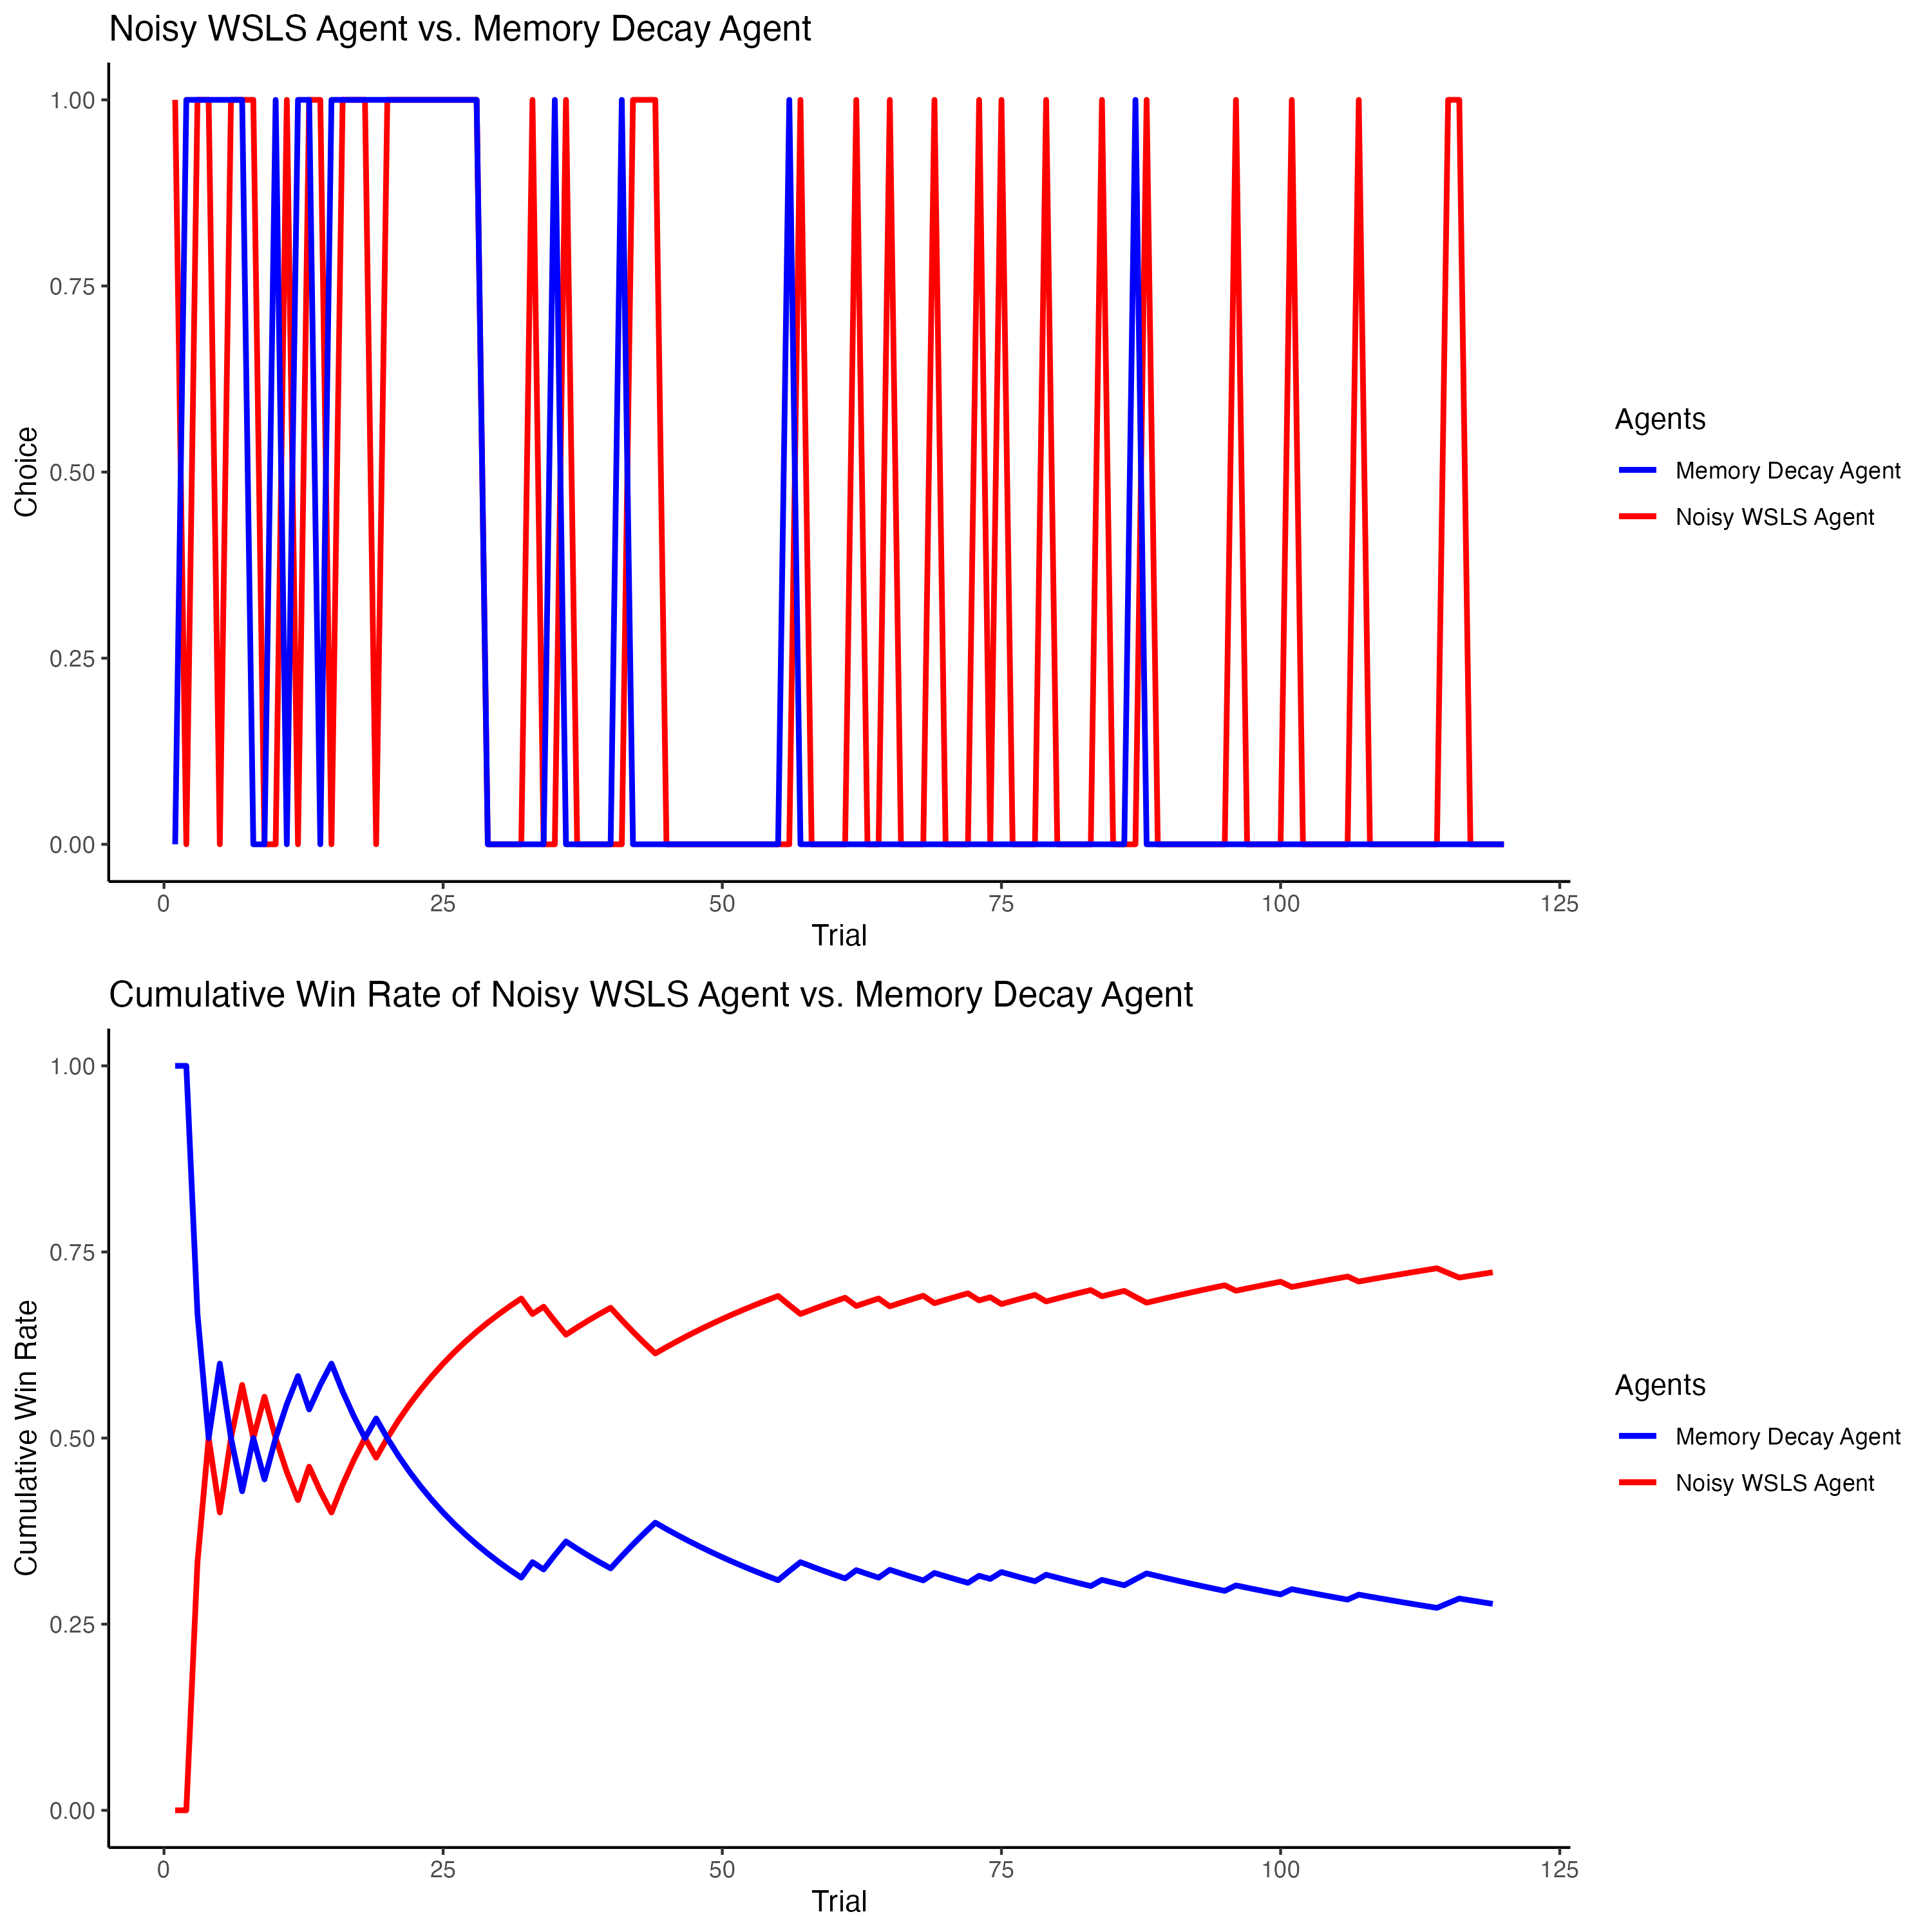 Noisy WSLS Agent vs. Memory Decay Agent
1.00
0.75
0.50
0.25
0.00
Choice
0 25 50 75 100 125
Trial
Agents
Memory Decay Agent
Noisy WSLS Agent
Cumulative Win Rate of Noisy WSLS Agent vs. Memory Decay Agent
1.00
0.75
0.50
0.25
0.00
Cumulative Win Rate
0 25 50 75 100 125
Trial
Agents
Memory Decay Agent
Noisy WSLS Agent